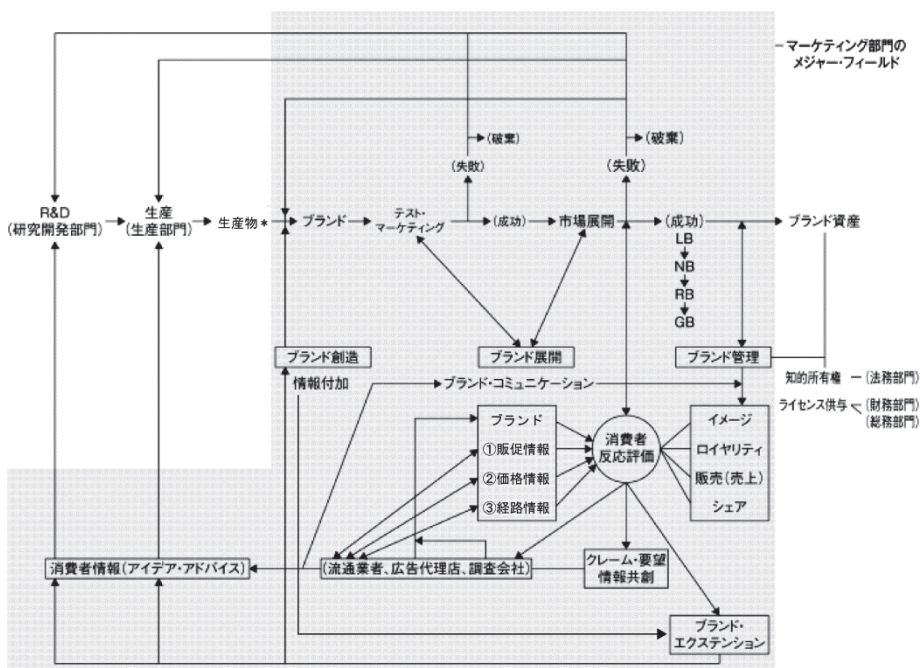 マーケティング部門の
メジャー・フィールド
(破棄)
(破棄)
(失敗)
(失敗)
R&D
(研究開発部門)
生産
(生産部門)
生産物*
ブランド
テスト・
マーケティング
(成功)
市場展開
(成功)
ブランド資産
LB
NB
RB
GB
ブランド創造
ブランド展開
ブランド管理
情報付加
ブランド・コミュニケーション
知的所有権
(法務部門)
ライセンス供与
(財務部門)
(総務部門)
ブランド
①販促情報
②価格情報
③経路情報
消費者
反応評価
イメージ
ロイヤリティ
販売(売上)
シェア
消費者情報(アイデア・アドバイス)
(流通業者、広告代理店、調査会社)
クレーム・要望
情報共創
ブランド・
エクステンション